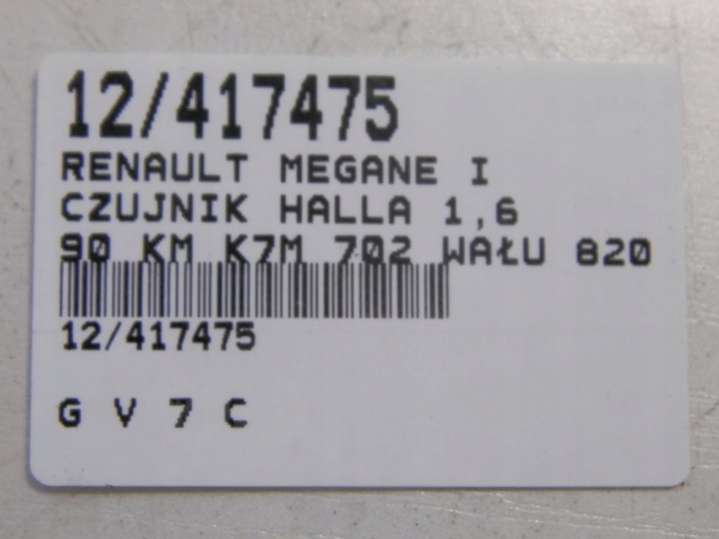 12/417475
RENAULT MEGANE I
CZUJNIK HALLA 1,6
90 KM K7M 702 WAŁU 820
12/417475
G V 7 C